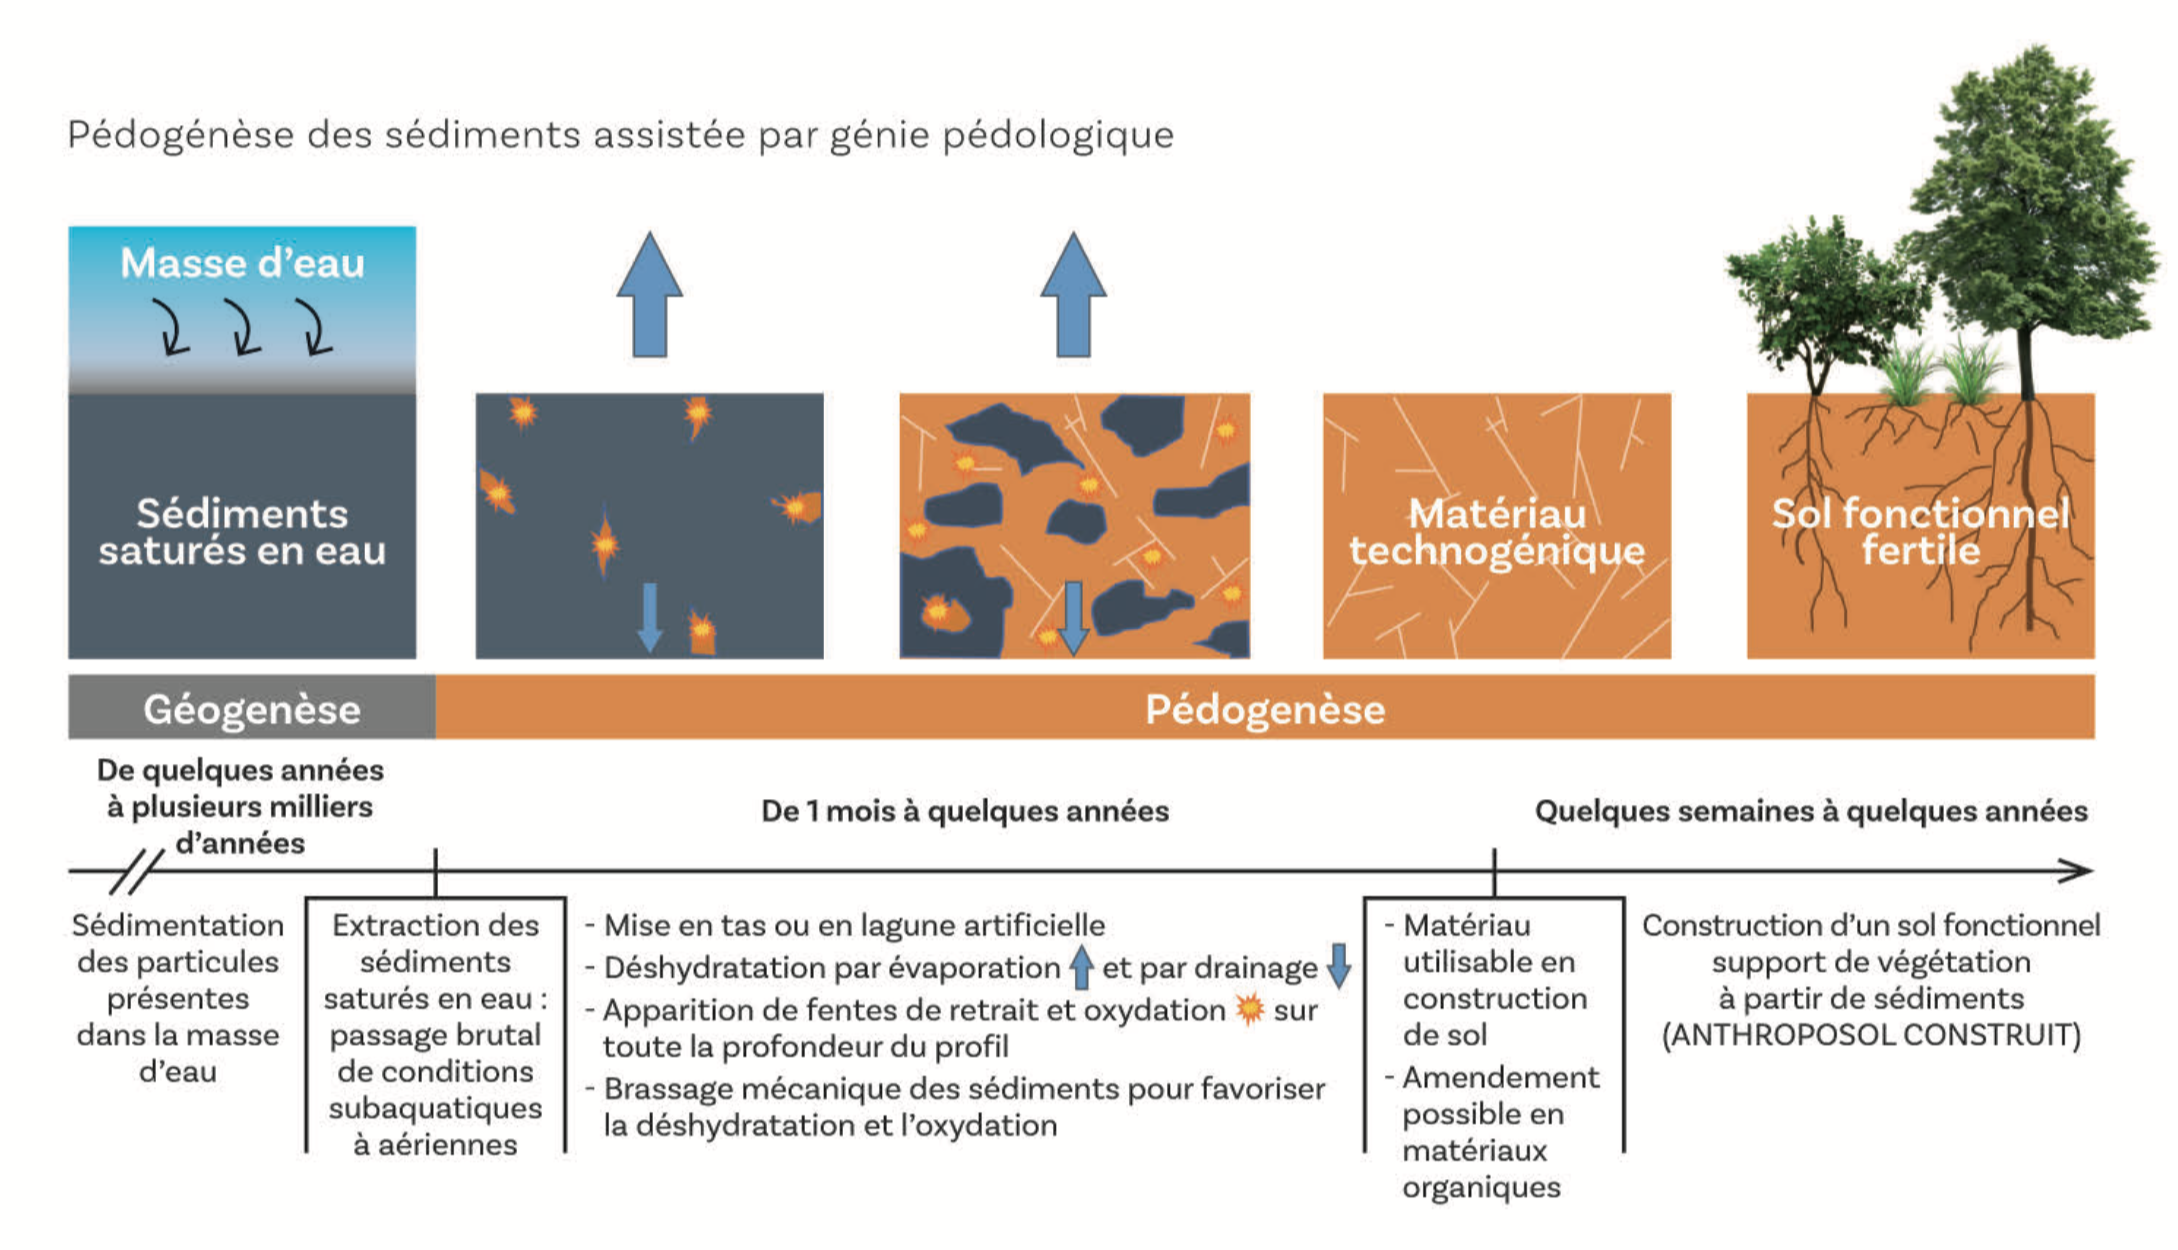 Pédogénèse des sédiments assistée par génie pédologique
Masse d'eau
Sédiments
saturés en eau
Matériau
technogénique
Sol fonctionnel
fertile
Géogenèse
Pédogenèse
De quelques années
à plusieurs milliers
d'années
De 1 mois à quelques années
Quelques semaines à quelques années
Sédimentation
des particules
présentes
dans la masse
d'eau
Extraction des
sédiments
saturés en eau :
passage brutal
de conditions
subaquatiques
à aériennes
- Mise en tas ou en lagune artificielle
- Déshydratation par évaporation et par drainage
- Apparition de fentes de retrait et oxydation sur
toute la profondeur du profil
- Brassage mécanique des sédiments pour favoriser
la déshydratation et l'oxydation
- Matériau
utilisable en
construction
de sol
- Amendement
possible en
matériaux
organiques
Construction d'un sol fonctionnel
support de végétation
à partir de sédiments
(ANTHROPOSOL CONSTRUIT)